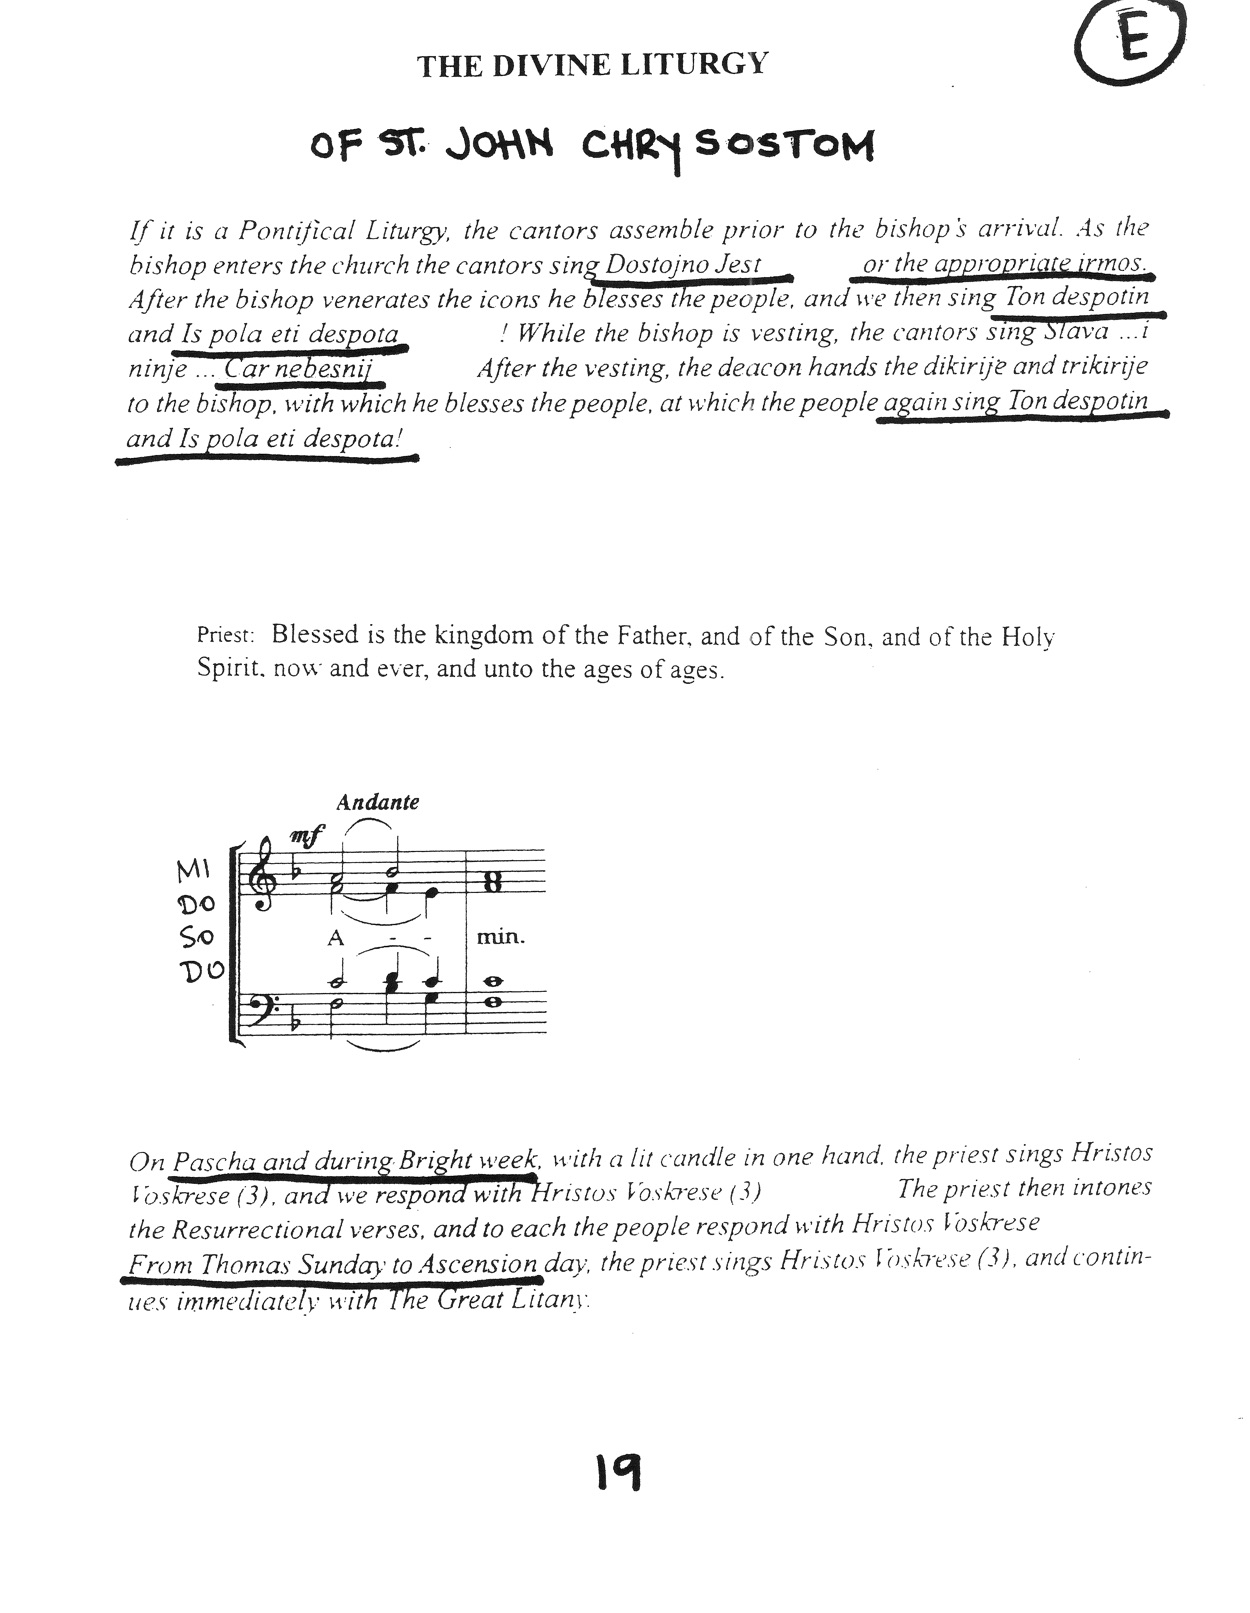 E
THE DIVINE LITURGY
OF ST. JOHN CHRYSOSTOM
If it is a Pontifical Liturgy, the cantors assemble prior to the bishop's arrival. As the
bishop enters the church the cantors sing Dostojno Jest or the appropriate irmos.
After the bishop venerates the icons he blesses the people, and we then sing Ton despotin
and Is pola eti despota ! While the bishop is vesting, the cantors sing Slava ...i
ninje ... Car nebesnij After the vesting, the deacon hands the dikirije and trikirije
to the bishop, with which he blesses the people, at which the people again sing Ton despotin
and Is pola eti despota!
Priest: Blessed is the kingdom of the Father, and of the Son, and of the Holy
Spirit, now and ever, and unto the ages of ages.
Andante
mf
MI
DO
SO
DO
A - - min.
On Pascha and during Bright week, with a lit candle in one hand, the priest sings Hristos
Voskrese (3), and we respond with Hristos Voskrese (3) The priest then intones
the Resurrectional verses, and to each the people respond with Hristos Voskrese
From Thomas Sunday to Ascension day, the priest sings Hristos Voskrese (3), and contin-
ues immediately with The Great Litany.
19